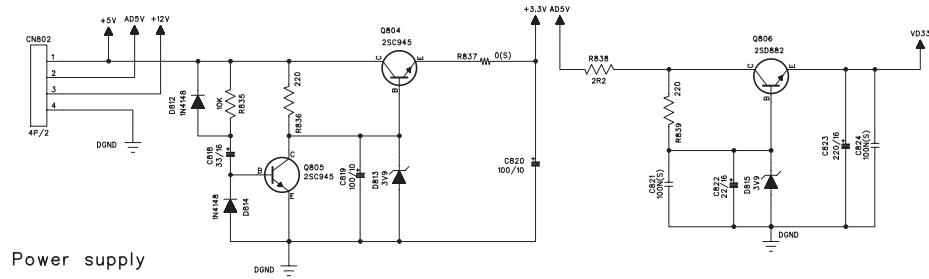 +5V
AD5V
+12V
CN802
1
2
3
4
4P/2
DGND
D812
1N4148
10K
R835
220
R836
C818
33/16
1N4148
D814
B
C
Q805
2SC945
E
DGND
Q804
2SC945
C
E
B
C819
100/10
D813
3V9
R837
0(S)
+3.3V
C820
100/10
AD5V
R838
2R2
220
R839
C821
100N(S)
C822
22/16
D815
3V9
Q806
2SD882
C
E
B
DGND
C823
220/16
C824
100N(S)
VD33
Power supply